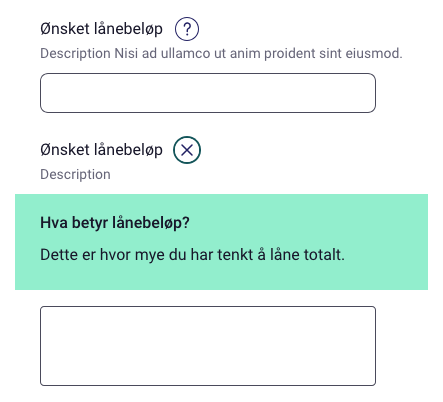 Ønsket lånebeløp ?
Description Nisi ad ullamco ut anim proident sint eiusmod.
Ønsket lånebeløp
Description
Hva betyr lånebeløp?
Dette er hvor mye du har tenkt å låne totalt.